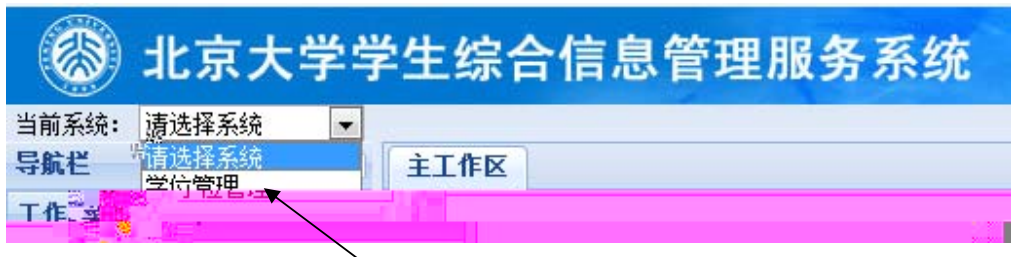 北京大学学生综合信息管理服务系统
当前系统： 请选择系统
导航栏 请选择系统 主工作区
学位管理
工作